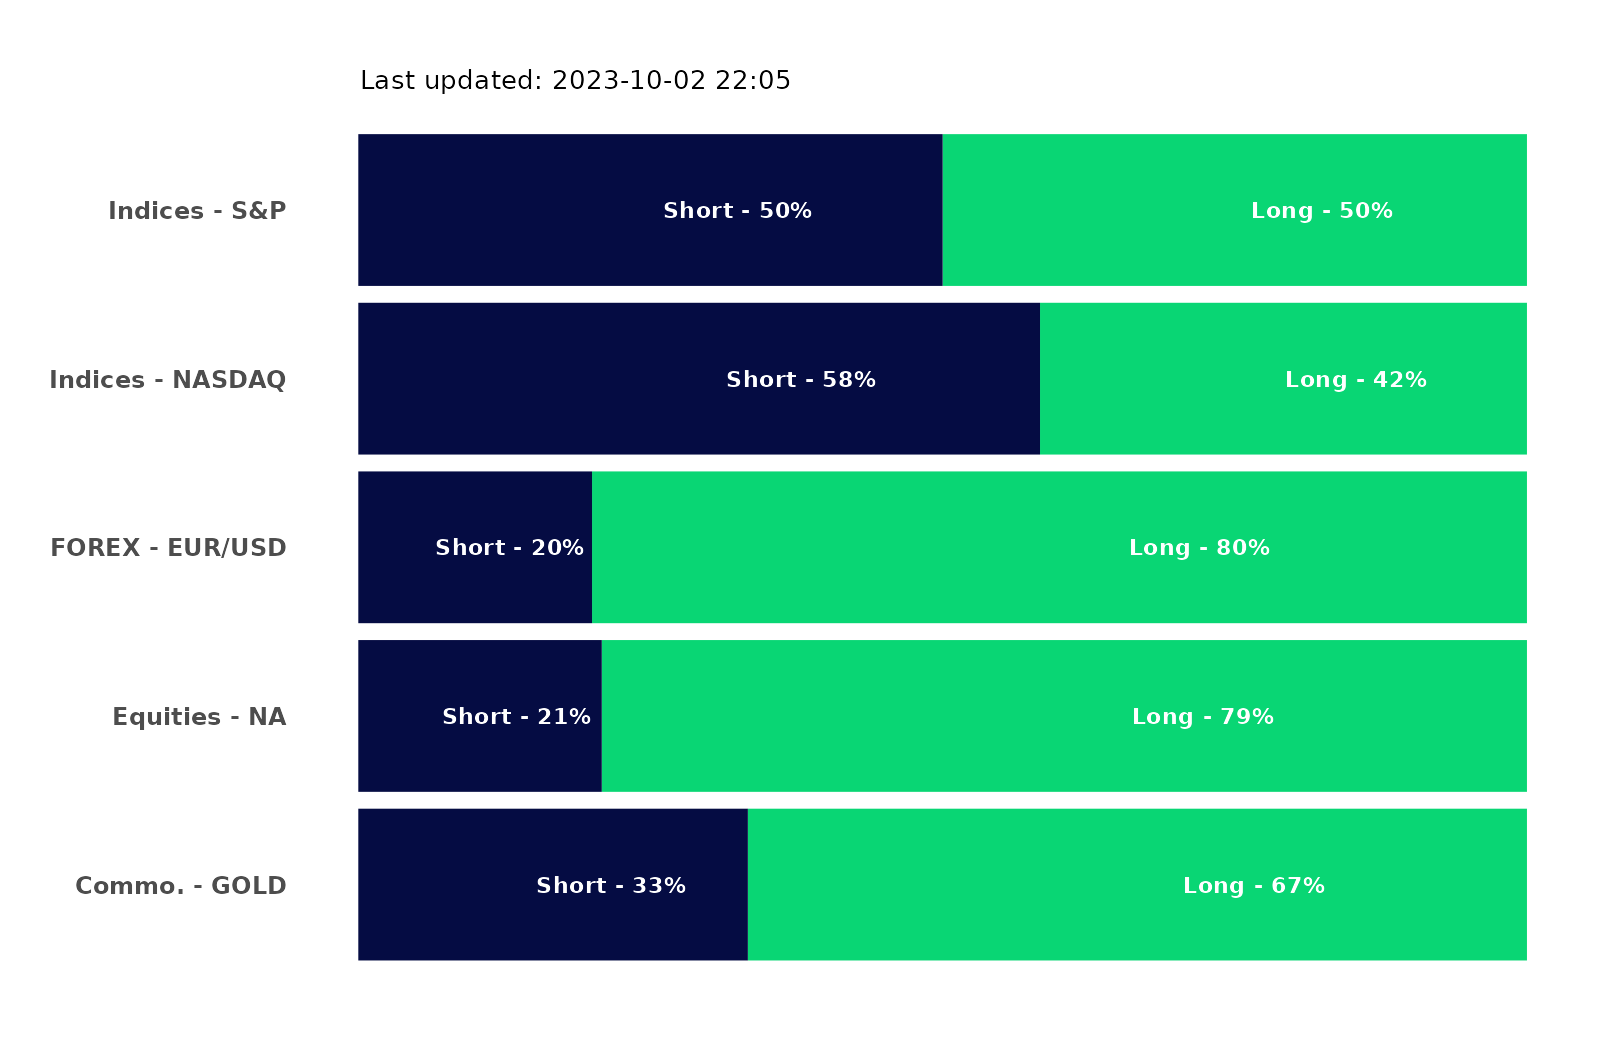 Last updated: 2023-10-02 22:05
Indices - S&P Short - 50% Long - 50%
Indices - NASDAQ Short - 58% Long - 42%
FOREX - EUR/USD Short - 20% Long - 80%
Equities - NA Short - 21% Long - 79%
Commo. - GOLD Short - 33% Long - 67%